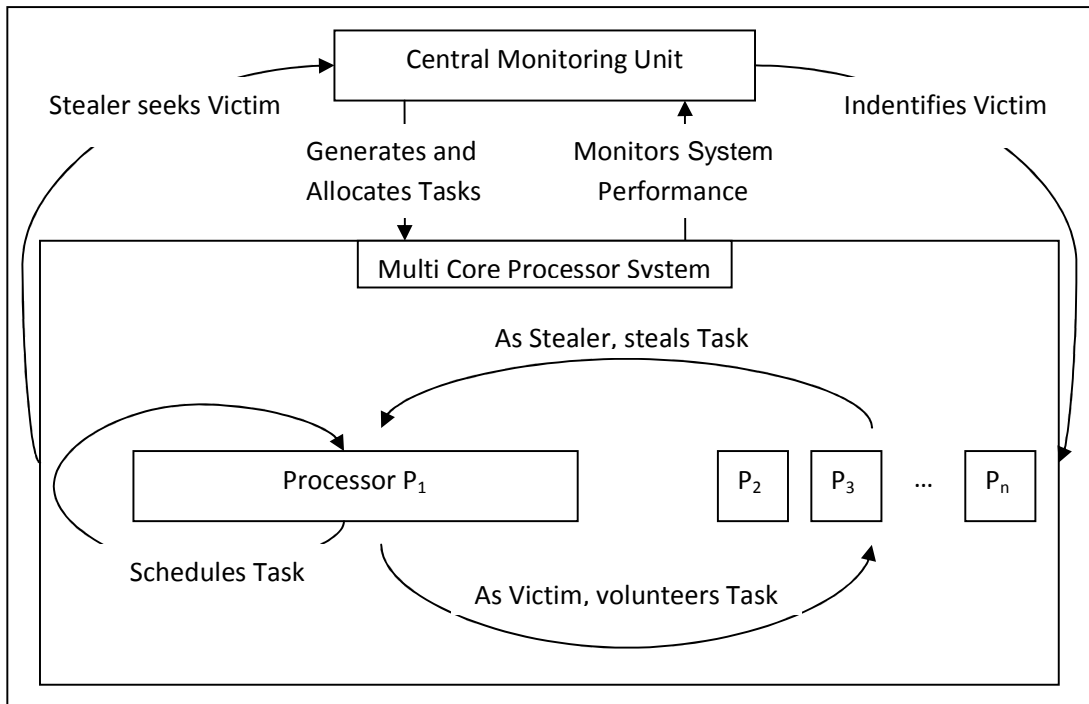 Central Monitoring Unit
Stealer seeks Victim
Indentifies Victim
Generates and
Allocates Tasks
Monitors System
Performance
Multi Core Processor System
As Stealer, steals Task
Processor P₁
P₂
P₃
...
Pₙ
Schedules Task
As Victim, volunteers Task